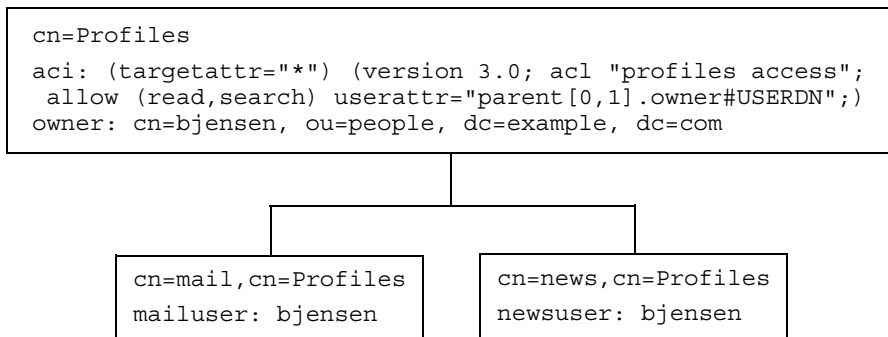 cn=Profiles
aci: (targetattr="*") (version 3.0; acl "profiles access";
allow (read,search) userattr="parent[0,1].owner#USERDN";)
owner: cn=bjensen, ou=people, dc=example, dc=com
cn=mail,cn=Profiles
mailuser: bjensen
cn=news,cn=Profiles
newsuser: bjensen